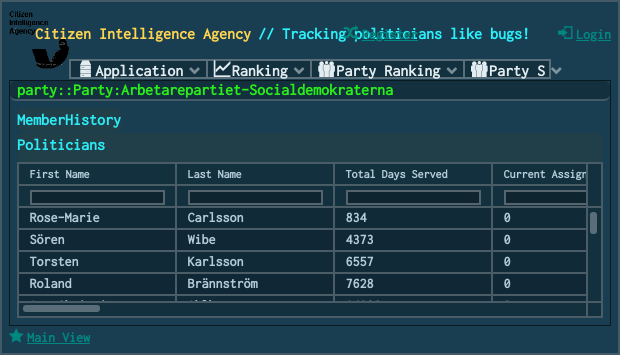 Citizen
Intelligence
Agency
Citizen Intelligence Agency // Tracking politicians like bugs!
Register
Login
Application
Ranking
Party Ranking
Party S
party::Party:Arbetarepartiet-Socialdemokraterna
MemberHistory
Politicians
First Name Last Name Total Days Served Current Assign
Rose-Marie Carlsson 834 0
Sören Wibe 4373 0
Torsten Karlsson 6557 0
Roland Brännström 7628 0
Main View